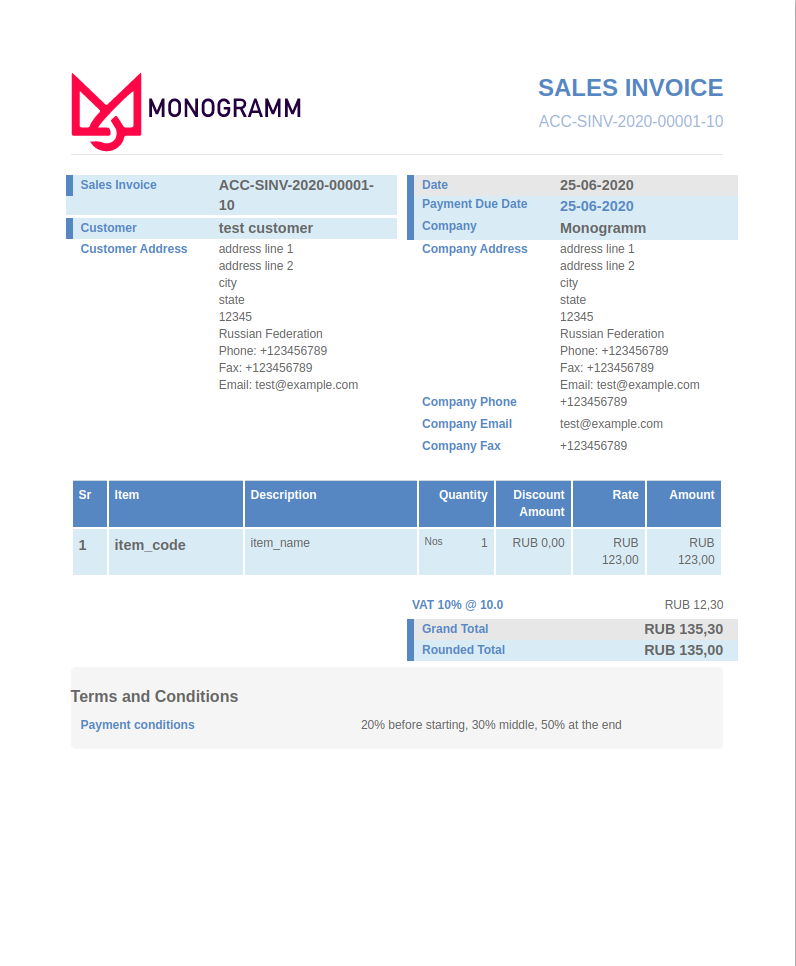 MONOGRAMM
SALES INVOICE
ACC-SINV-2020-00001-10
Sales Invoice ACC-SINV-2020-00001-
10
Customer test customer
Customer Address address line 1
address line 2
city
state
12345
Russian Federation
Phone: +123456789
Fax: +123456789
Email: test@example.com
Date 25-06-2020
Payment Due Date 25-06-2020
Company Monogramm
Company Address address line 1
address line 2
city
state
12345
Russian Federation
Phone: +123456789
Fax: +123456789
Email: test@example.com
Company Phone +123456789
Company Email test@example.com
Company Fax +123456789
Sr Item Description Quantity Discount Rate Amount
Amount
1 item_code item_name Nos 1 RUB 0,00 RUB RUB
123,00 123,00
VAT 10% @ 10.0 RUB 12,30
Grand Total RUB 135,30
Rounded Total RUB 135,00
Terms and Conditions
Payment conditions 20% before starting, 30% middle, 50% at the end